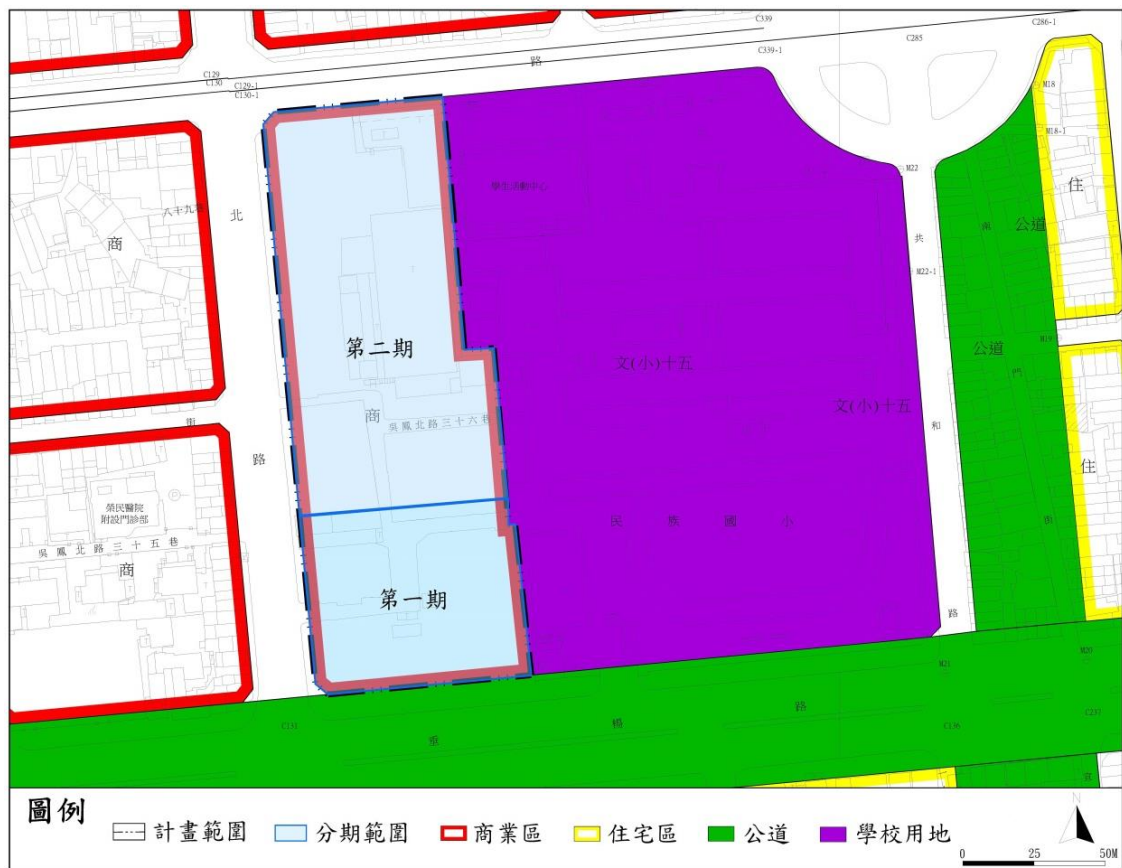 C339
C286-1
C285
C339-1
C129
C130
C129-1
C130-1
路
M18
M18-1
住
M22
學生活動中心
八十九巷
北
商
共
公道
M22-1
南
第二期
公道
M19
文(小)十五
門
文(小)十五
商
吳鳳北路三十六巷
和
路
住
榮民醫院
附設門診部
民族國小
街
吳鳳北路三十五巷
商
第一期
路
M21
M20
C131
垂
楊
路
C136
C237
宣
圖例
計畫範圍
分期範圍
商業區
住宅區
公道
學校用地
N
0 25 50M